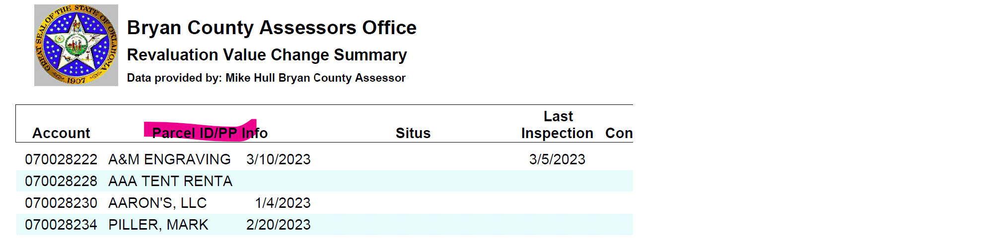 GREAT SEAL OF THE STATE OF OKLAHOMA
1907
Bryan County Assessors Office
Revaluation Value Change Summary
Data provided by: Mike Hull Bryan County Assessor
Account Parcel ID/PP Info Situs Last Inspection Con
070028222 A&M ENGRAVING 3/10/2023 3/5/2023
070028228 AAA TENT RENTA
070028230 AARON'S, LLC 1/4/2023
070028234 PILLER, MARK 2/20/2023